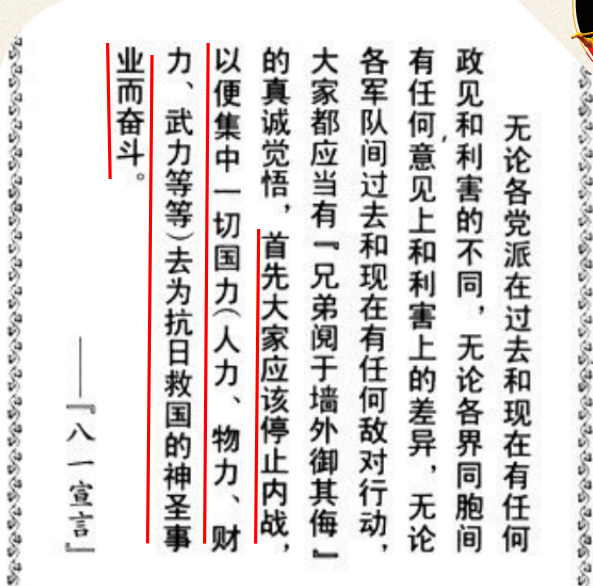 无论各党派在过去和现在有任何
政见和利害的不同，无论各界同胞间
有任何意见上和利害上的差异，无论
各军队间过去和现在有任何敌对行动，
大家都应当有『兄弟阋于墙外御其侮』
的真诚觉悟，首先大家应该停止内战，
以便集中一切国力(人力、物力、财
力、武力等等)去为抗日救国的神圣事
业而奋斗。
——『八一宣言』